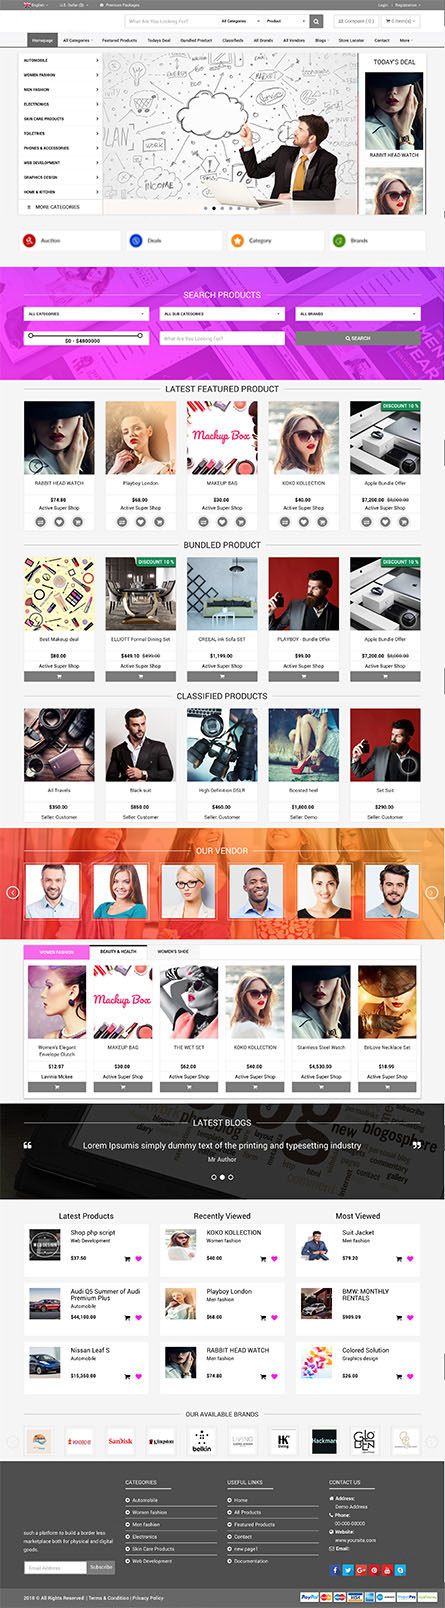 English
U.S. Dollar ($)
Premium Packages
Login
Registration
What Are You Looking For?
All Categories
Product
Compare ( 0 )
0 item(s)
Homepage
All Categories
Featured Products
Todays Deal
Bundled Product
Classifieds
All Brands
All Vendors
Blogs
Store Locator
Contact
More
AUTOMOBILE
WOMEN FASHION
MEN FASHION
ELECTRONICS
SKIN CARE PRODUCTS
TOILETRIES
PHONES & ACCESSORIES
WEB DEVELOPMENT
GRAPHICS DESIGN
HOME & KITCHEN
MORE CATEGORIES
INCOME
TODAY'S DEAL
RABBIT HEAD WATCH
Auction
Deals
Category
Brands
SEARCH PRODUCTS
ALL CATEGORIES
ALL SUB CATEGORIES
ALL BRANDS
$0 - $4800000
What Are You Looking For?
SEARCH
LATEST FEATURED PRODUCT
Mackup Box
DISCOUNT 10 %
RABBIT HEAD WATCH
Playboy London
MAKEUP BAG
KOKO KOLLECTION
Apple Bundle Offer
$74.80
$68.00
$30.00
$40.00
$7,200.00 $8,000.00
Active Super Shop
Active Super Shop
Active Super Shop
Active Super Shop
Active Super Shop
BUNDLED PRODUCT
DISCOUNT 10 %
DISCOUNT 10 %
Best Makeup deal
ELLIOTT Formal Dining Set
CREEAL ink Sofa SET
PLAYBOY - Bundle Offer
Apple Bundle Offer
$80.00
$449.10 $499.00
$1,199.00
$99.00
$7,200.00 $8,000.00
Active Super Shop
Active Super Shop
Active Super Shop
Active Super Shop
Active Super Shop
CLASSIFIED PRODUCTS
All Travels
Black suit
High Definition DSLR
Boosted heel
Set Suit
$350.00
$850.00
$460.00
$1,800.00
$290.00
Seller: Customer
Seller: Customer
Seller: Customer
Seller: Demo
Seller: Customer
OUR VENDOR
WOMEN FASHION
BEAUTY & HEALTH
WOMEN'S SHOE
Mackup Box
Women's Elegant Envelope Clutch
MAKEUP BAG
THE WET SET
KOKO KOLLECTION
Stainless Steel Watch
BriLove Necklace Set
$12.97
$30.00
$62.00
$40.00
$4,530.00
$18.99
Lavinia Mckee
Active Super Shop
Active Super Shop
Active Super Shop
Active Super Shop
Active Super Shop
LATEST BLOGS
Lorem Ipsumis simply dummy text of the printing and typesetting industry
Mr Author
Latest Products
Recently Viewed
Most Viewed
Shop php script
Web Development
$37.50
KOKO KOLLECTION
Women fashion
$40.00
Suit Jacket
Men fashion
$79.20
Audi Q5 Summer of Audi
Premium Plus
Automobile
$44,100.00
Playboy London
Men fashion
$68.00
BMW: MONTHLY
RENTALS
$909.09
Nissan Leaf S
Automobile
$15,350.00
RABBIT HEAD WATCH
Men fashion
$74.80
Colored Solution
Graphics design
$26.00
OUR AVAILABLE BRANDS
SanDisk
Kingston
belkin
LIVING
HK living
Hackman
GLOBEN
such a platform to build a border less
marketplace both for physical and digital
goods.
Email Address
Subscribe
CATEGORIES
Automobile
Women fashion
Men fashion
Electronics
Skin Care Products
Web Development
USEFUL LINKS
Home
All Products
Featured Products
Contact
new page1
Documentation
CONTACT US
Address:
Demo Address
Phone:
00-000-00000
Website:
www.yoursite.com
Email:
2018 © All Rights Reserved | Terms & Condition | Privacy Policy
PayPal